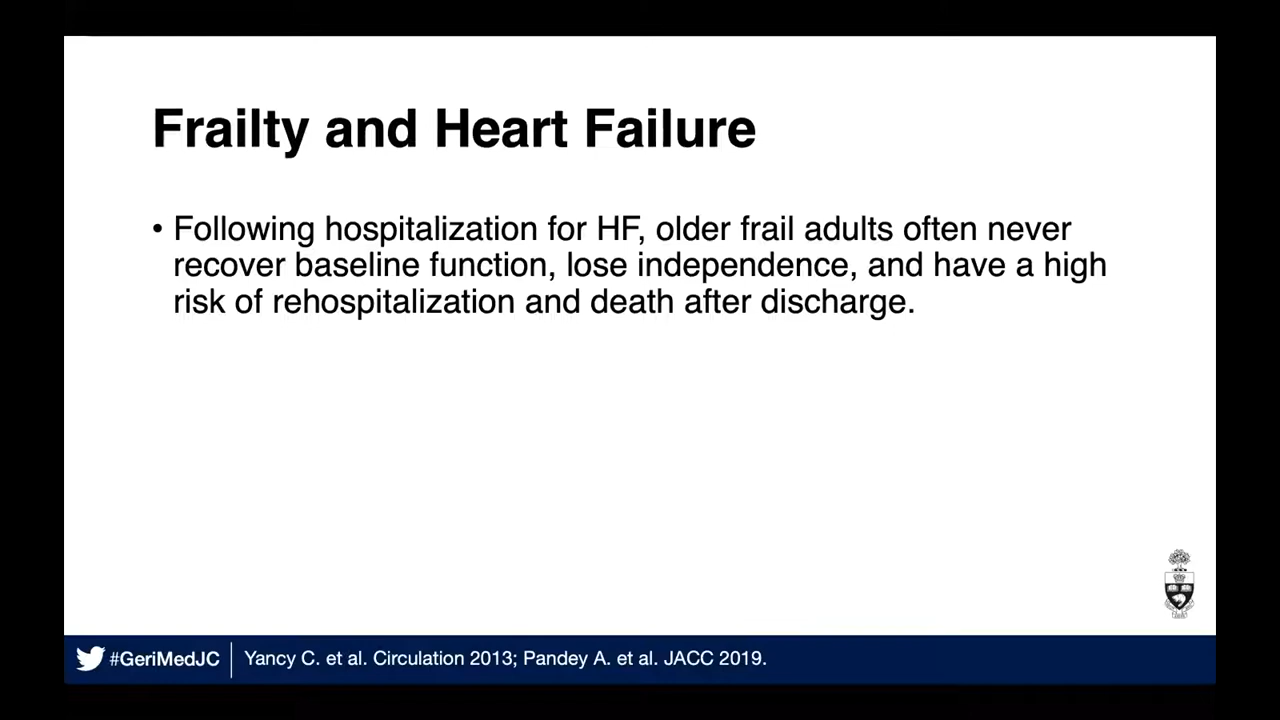 Frailty and Heart Failure
• Following hospitalization for HF, older frail adults often never
recover baseline function, lose independence, and have a high
risk of rehospitalization and death after discharge.
#GeriMedJC
Yancy C. et al. Circulation 2013; Pandey A. et al. JACC 2019.